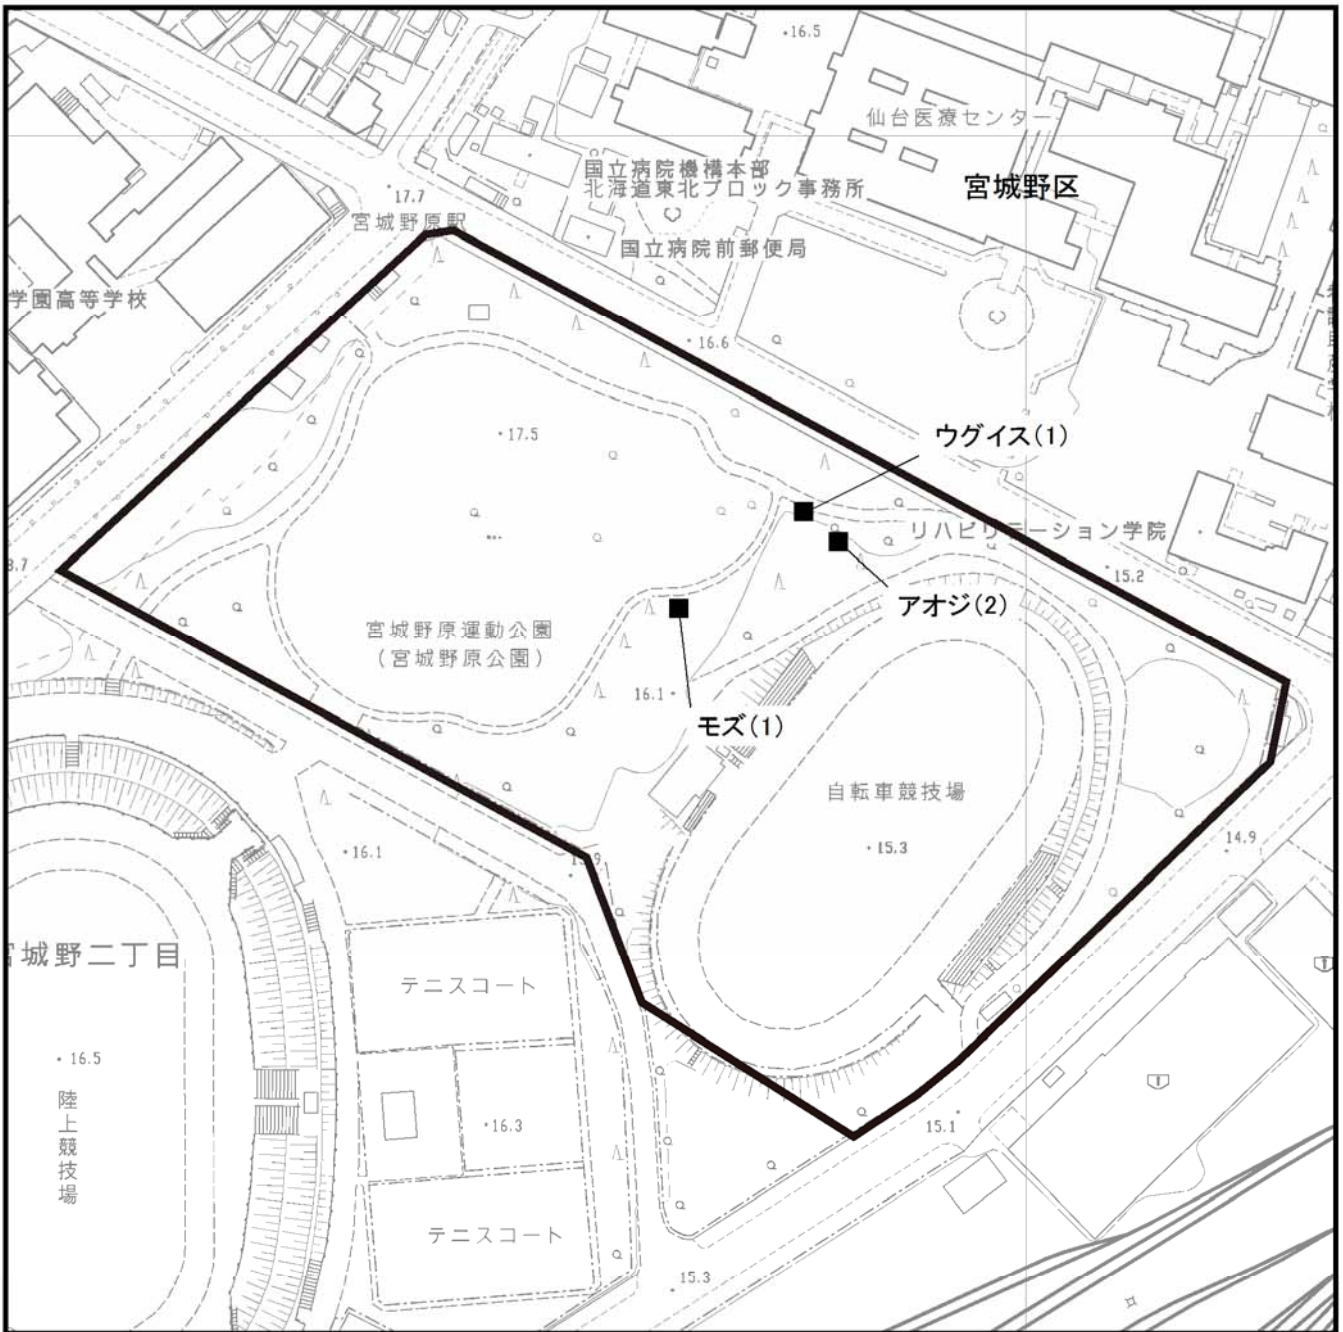 16.5
仙台医療センター
国立病院機構本部
北海道東北ブロック事務所
宮城野区
17.7
宮城野原駅
国立病院前郵便局
学園高等学校
16.6
17.5
ウグイス(1)
リハビリテーション学院
15.2
アオジ(2)
宮城野原運動公園
(宮城野原公園)
16.1
モズ(1)
自転車競技場
15.3
14.9
16.1
15.9
宮城野二丁目
テニスコート
16.5
陸上競技場
16.3
15.1
テニスコート
15.3